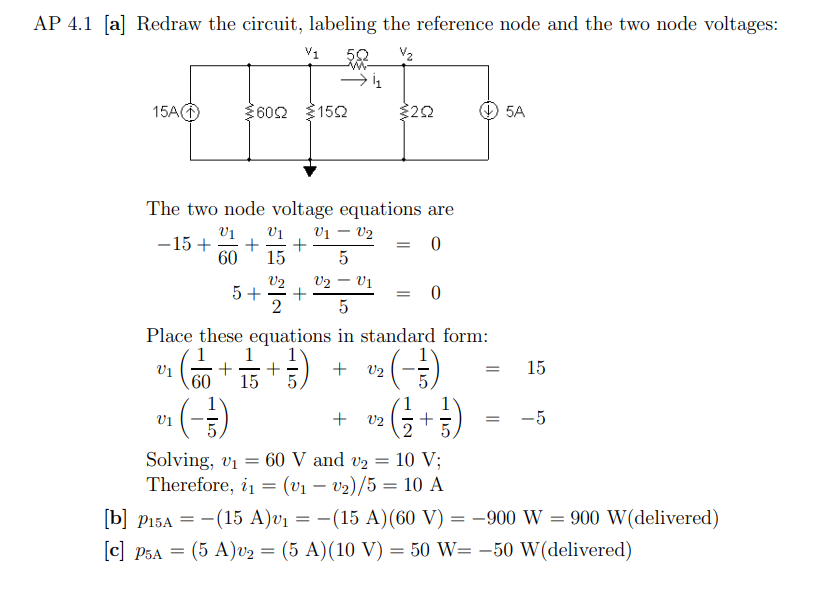 AP 4.1 [a] Redraw the circuit, labeling the reference node and the two node voltages:
V1 5Ω V2
i1
15A 60Ω 15Ω 2Ω 5A
The two node voltage equations are
−15 + v1/60 + v1/15 + (v1 − v2)/5 = 0
5 + v2/2 + (v2 − v1)/5 = 0
Place these equations in standard form:
v1 (1/60 + 1/15 + 1/5) + v2 (−1/5) = 15
v1 (−1/5) + v2 (1/2 + 1/5) = −5
Solving, v1 = 60 V and v2 = 10 V;
Therefore, i1 = (v1 − v2)/5 = 10 A
[b] p15A = −(15 A)v1 = −(15 A)(60 V) = −900 W = 900 W(delivered)
[c] p5A = (5 A)v2 = (5 A)(10 V) = 50 W= −50 W(delivered)